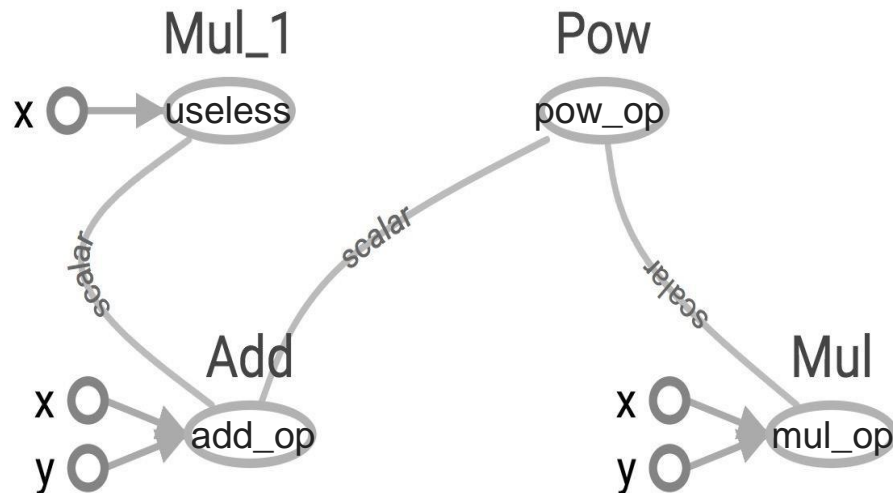 Mul_1
Pow
x
useless
pow_op
scalar
scalar
scalar
Add
Mul
x
x
add_op
mul_op
y
y